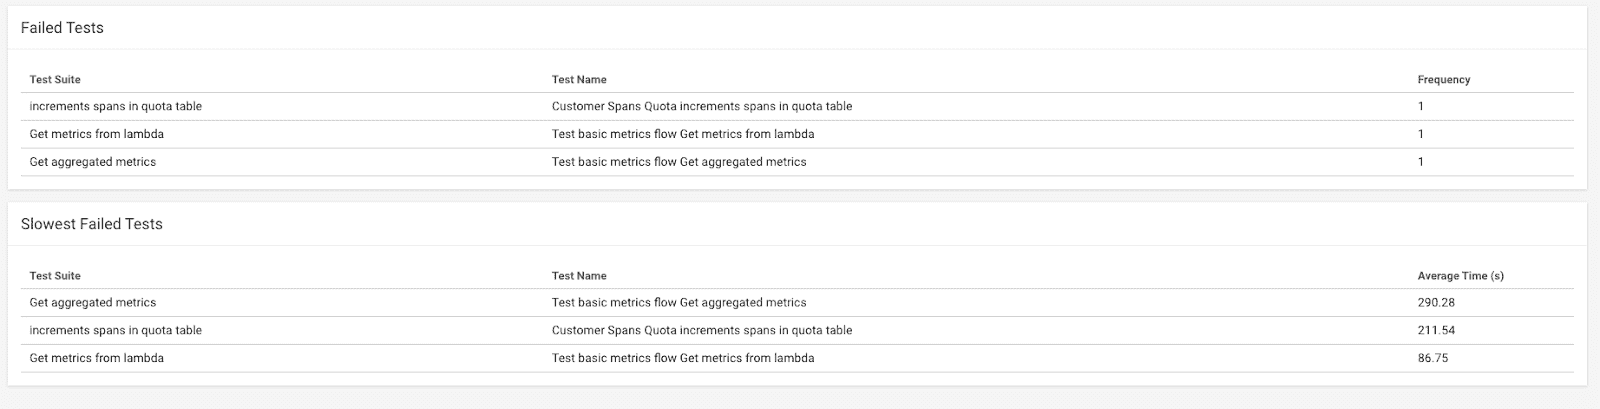 Failed Tests
Test Suite Test Name Frequency
increments spans in quota table Customer Spans Quota increments spans in quota table 1
Get metrics from lambda Test basic metrics flow Get metrics from lambda 1
Get aggregated metrics Test basic metrics flow Get aggregated metrics 1
Slowest Failed Tests
Test Suite Test Name Average Time (s)
Get aggregated metrics Test basic metrics flow Get aggregated metrics 290.28
increments spans in quota table Customer Spans Quota increments spans in quota table 211.54
Get metrics from lambda Test basic metrics flow Get metrics from lambda 86.75